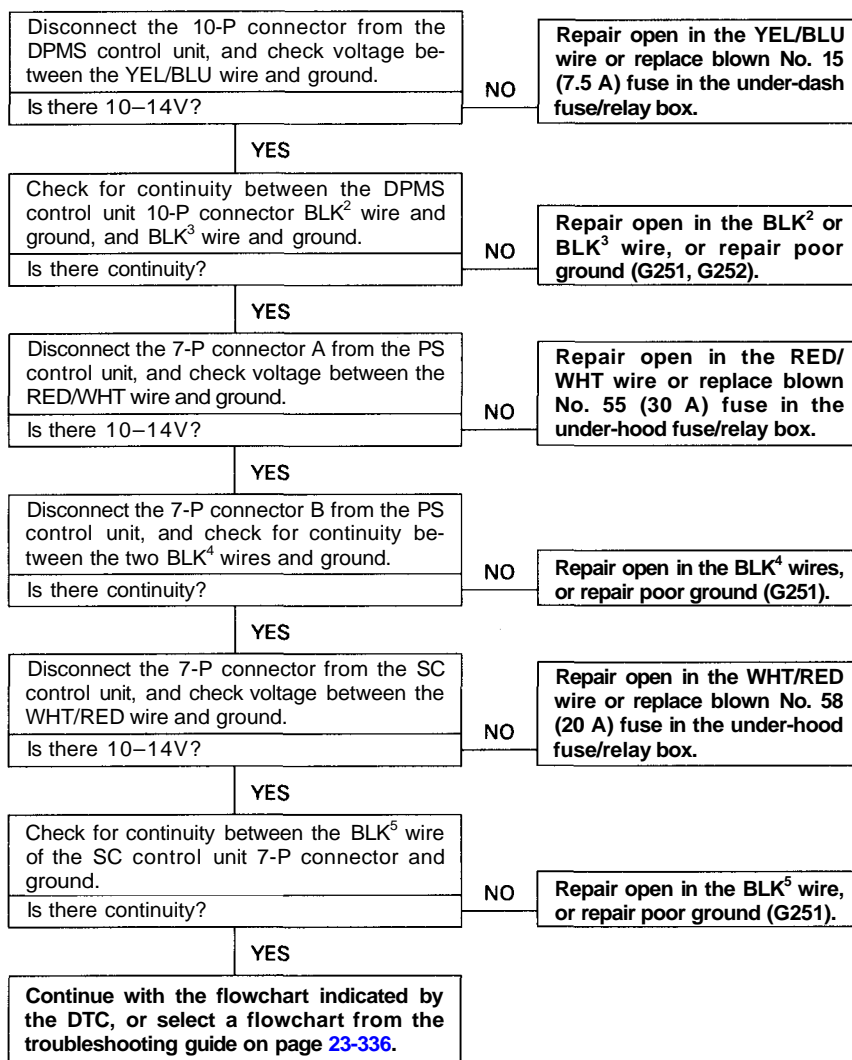 Disconnect the 10-P connector from the
DPMS control unit, and check voltage be-
tween the YEL/BLU wire and ground.
Is there 10–14V?
NO
Repair open in the YEL/BLU
wire or replace blown No. 15
(7.5 A) fuse in the under-dash
fuse/relay box.
YES
Check for continuity between the DPMS
control unit 10-P connector BLK² wire and
ground, and BLK³ wire and ground.
Is there continuity?
NO
Repair open in the BLK² or
BLK³ wire, or repair poor
ground (G251, G252).
YES
Disconnect the 7-P connector A from the PS
control unit, and check voltage between the
RED/WHT wire and ground.
Is there 10–14V?
NO
Repair open in the RED/
WHT wire or replace blown
No. 55 (30 A) fuse in the
under-hood fuse/relay box.
YES
Disconnect the 7-P connector B from the PS
control unit, and check for continuity be-
tween the two BLK⁴ wires and ground.
Is there continuity?
NO
Repair open in the BLK⁴ wires,
or repair poor ground (G251).
YES
Disconnect the 7-P connector from the SC
control unit, and check voltage between the
WHT/RED wire and ground.
Is there 10–14V?
NO
Repair open in the WHT/RED
wire or replace blown No. 58
(20 A) fuse in the under-hood
fuse/relay box.
YES
Check for continuity between the BLK⁵ wire
of the SC control unit 7-P connector and
ground.
Is there continuity?
NO
Repair open in the BLK⁵ wire,
or repair poor ground (G251).
YES
Continue with the flowchart indicated by
the DTC, or select a flowchart from the
troubleshooting guide on page 23-336.